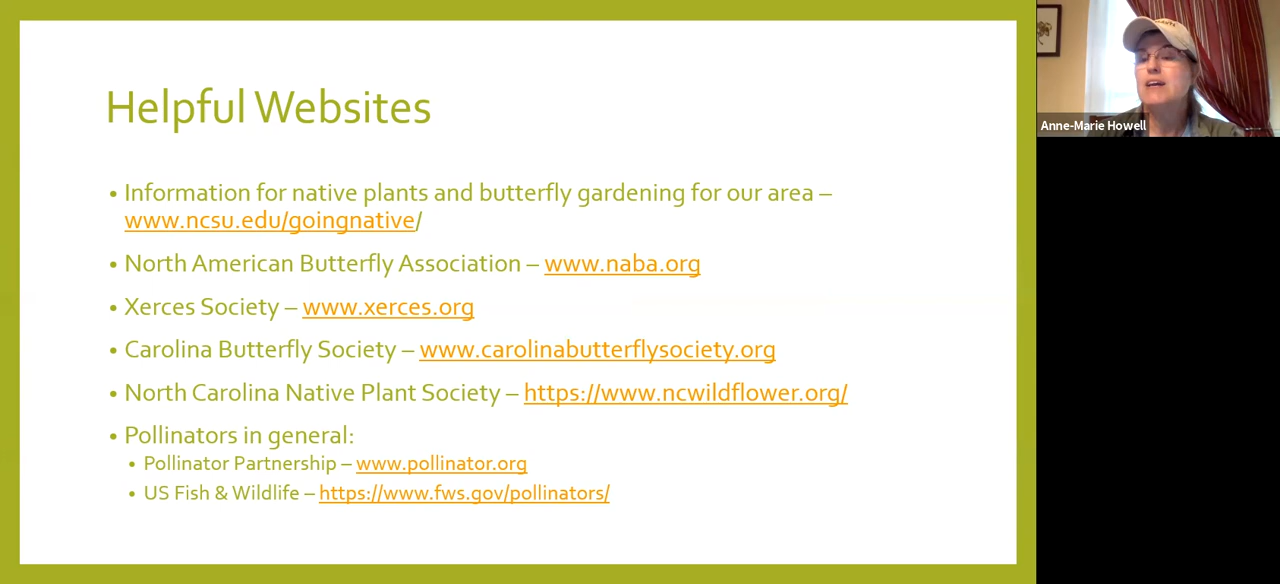 Helpful Websites
• Information for native plants and butterfly gardening for our area –
www.ncsu.edu/goingnative/
• North American Butterfly Association – www.naba.org
• Xerces Society – www.xerces.org
• Carolina Butterfly Society – www.carolinabutterflysociety.org
• North Carolina Native Plant Society – https://www.ncwildflower.org/
• Pollinators in general:
• Pollinator Partnership – www.pollinator.org
• US Fish & Wildlife – https://www.fws.gov/pollinators/
Anne-Marie Howell